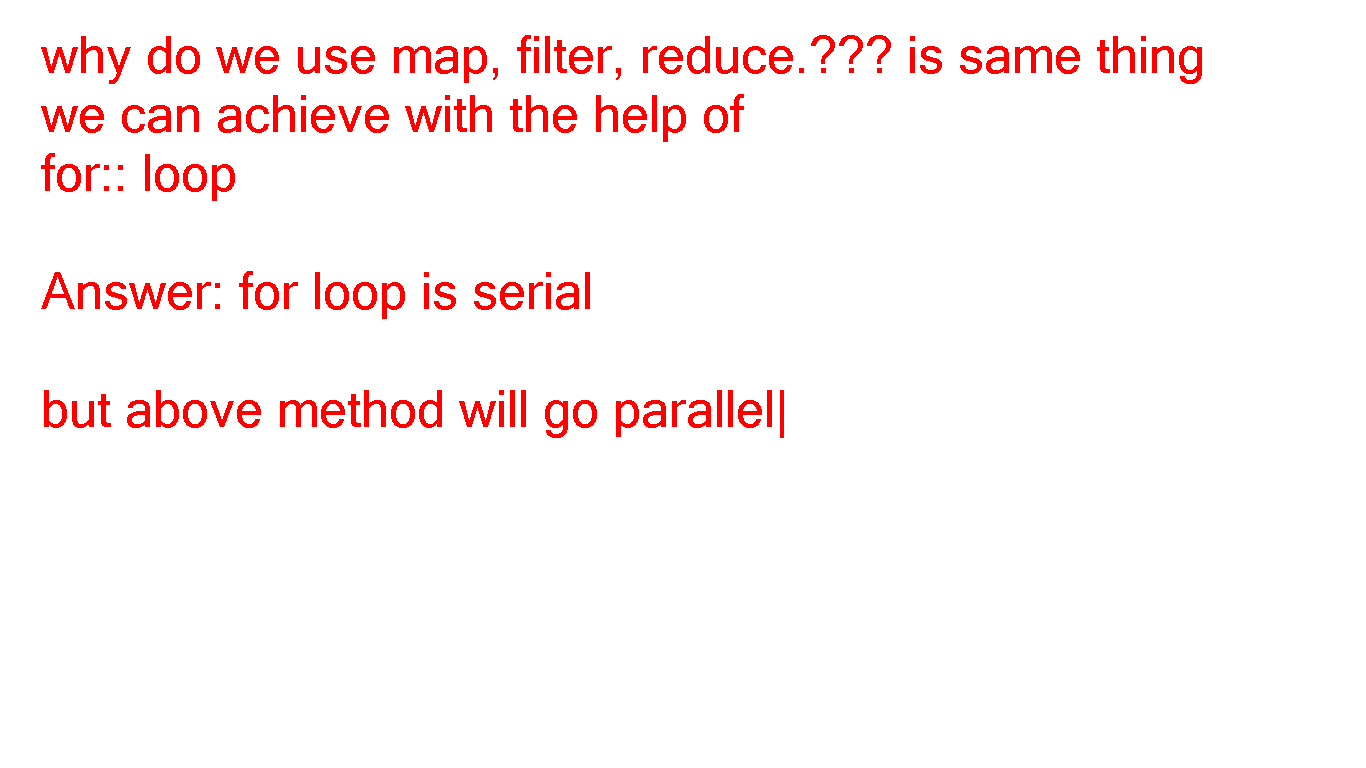 why do we use map, filter, reduce.??? is same thing
we can achieve with the help of
for:: loop
Answer: for loop is serial
but above method will go parallel